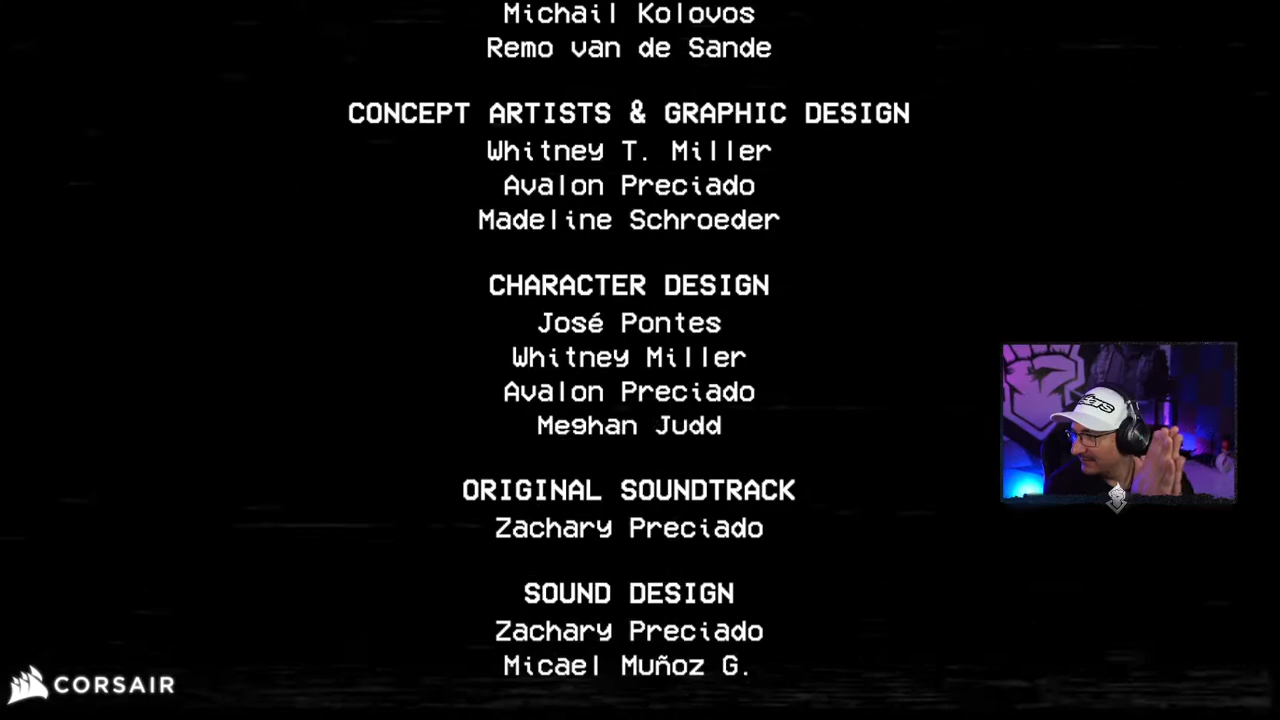 Michail Kolovos
Remo van de Sande
CONCEPT ARTISTS & GRAPHIC DESIGN
Whitney T. Miller
Avalon Preciado
Madeline Schroeder
CHARACTER DESIGN
José Pontes
Whitney Miller
Avalon Preciado
Meghan Judd
ORIGINAL SOUNDTRACK
Zachary Preciado
SOUND DESIGN
Zachary Preciado
Micael Muñoz G.
CORSAIR